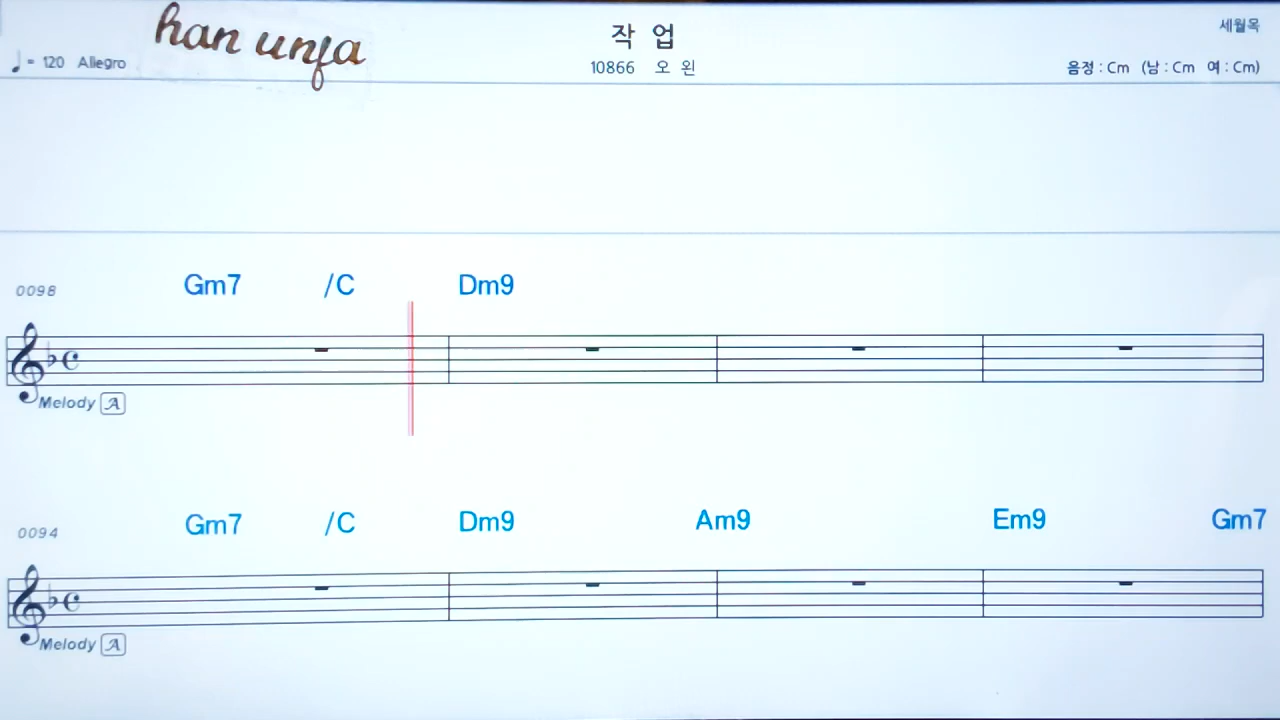 han unja
작 업
세월목
♩ = 120 Allegro
10866 오 왼
음정 : Cm (남 : Cm 여 : Cm)
0098 Gm7 /C Dm9
Melody A
0094 Gm7 /C Dm9 Am9 Em9 Gm7
Melody A